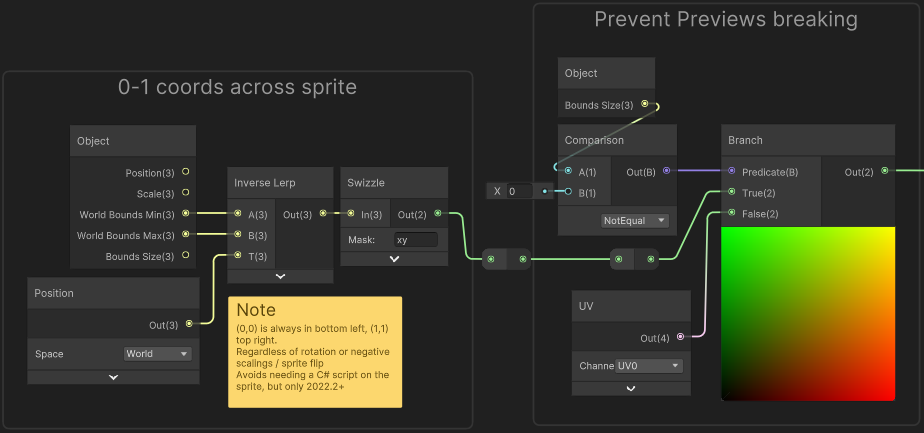 Prevent Previews breaking
0-1 coords across sprite
Object
Position(3)
Scale(3)
World Bounds Min(3)
World Bounds Max(3)
Bounds Size(3)
Inverse Lerp
A(3)
Out(3)
B(3)
T(3)
Swizzle
In(3)
Out(2)
Mask:
xy
Position
Out(3)
Space
World
Note
(0,0) is always in bottom left, (1,1)
top right.
Regardless of rotation or negative
scalings / sprite flip
Avoids needing a C# script on the
sprite, but only 2022.2+
Object
Bounds Size(3)
Comparison
A(1)
Out(B)
X
0
B(1)
NotEqual
Branch
Predicate(B)
Out(2)
True(2)
False(2)
UV
Out(4)
Channe
UV0